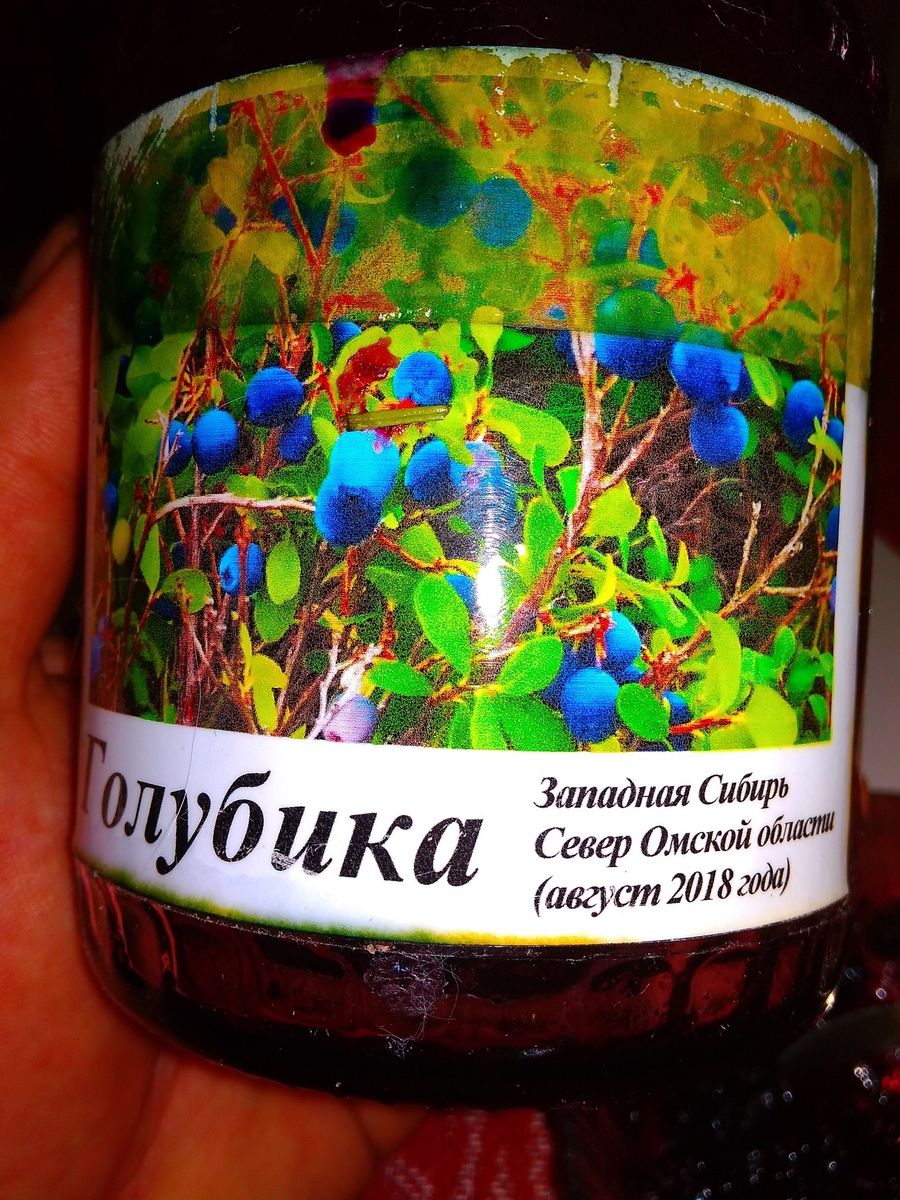 Голубика
Западная Сибирь
Север Омской области
(август 2018 года)